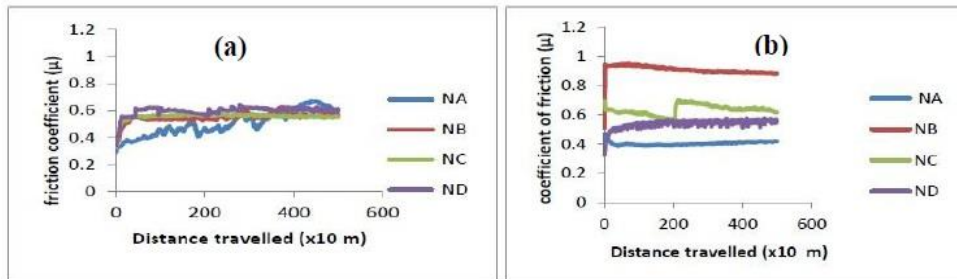 (a)
friction coefficient (μ)
1.2
1
0.8
0.6
0.4
0.2
0
0
200
400
600
Distance travelled (x10 m)
NA
NB
NC
ND
(b)
coefficient of friction (μ)
1.2
1
0.8
0.6
0.4
0.2
0
0
200
400
600
Distance travelled (x10 m)
NA
NB
NC
ND